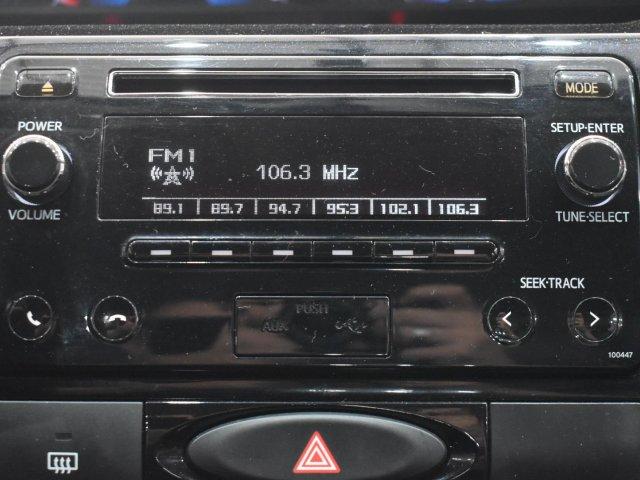 MODE
POWER
SETUP·ENTER
FM1
106.3 MHz
89.1 | 89.7 | 94.7 | 95.3 | 102.1 | 106.3
VOLUME
TUNE·SELECT
SEEK·TRACK
PUSH
AUX
< >
100447